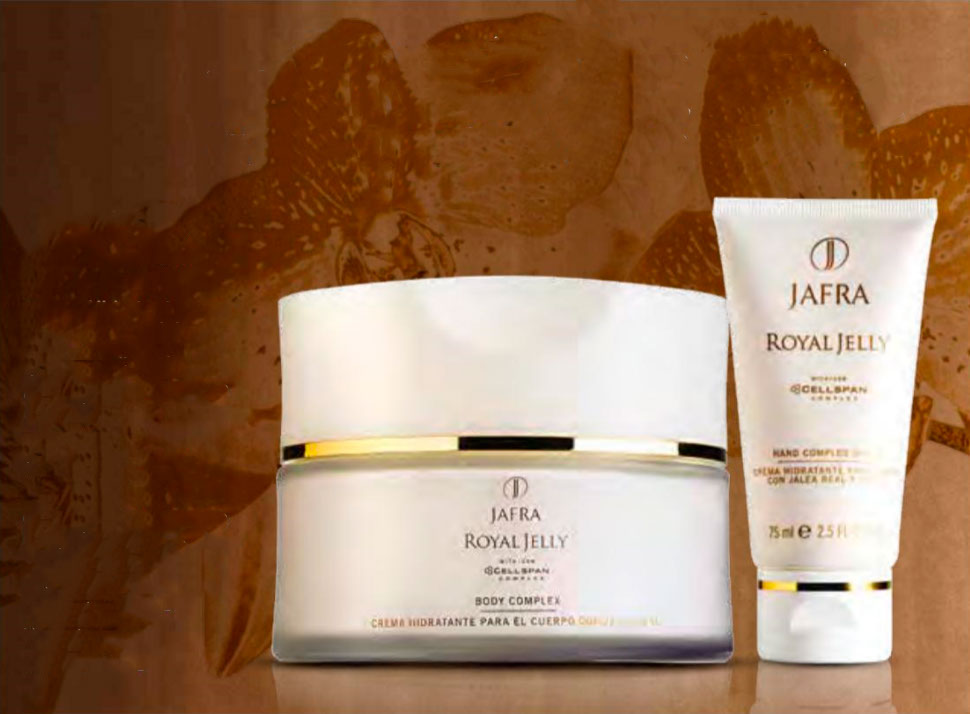 JAFRA
ROYAL JELLY
CELLSPAN
COMPLEX
BODY COMPLEX
CREMA HIDRATANTE PARA EL CUERPO
JAFRA
ROYAL JELLY
CELLSPAN
COMPLEX
HAND COMPLEX
CREMA HIDRATANTE
CON JALEA REAL
75 ml e 2.5 FL